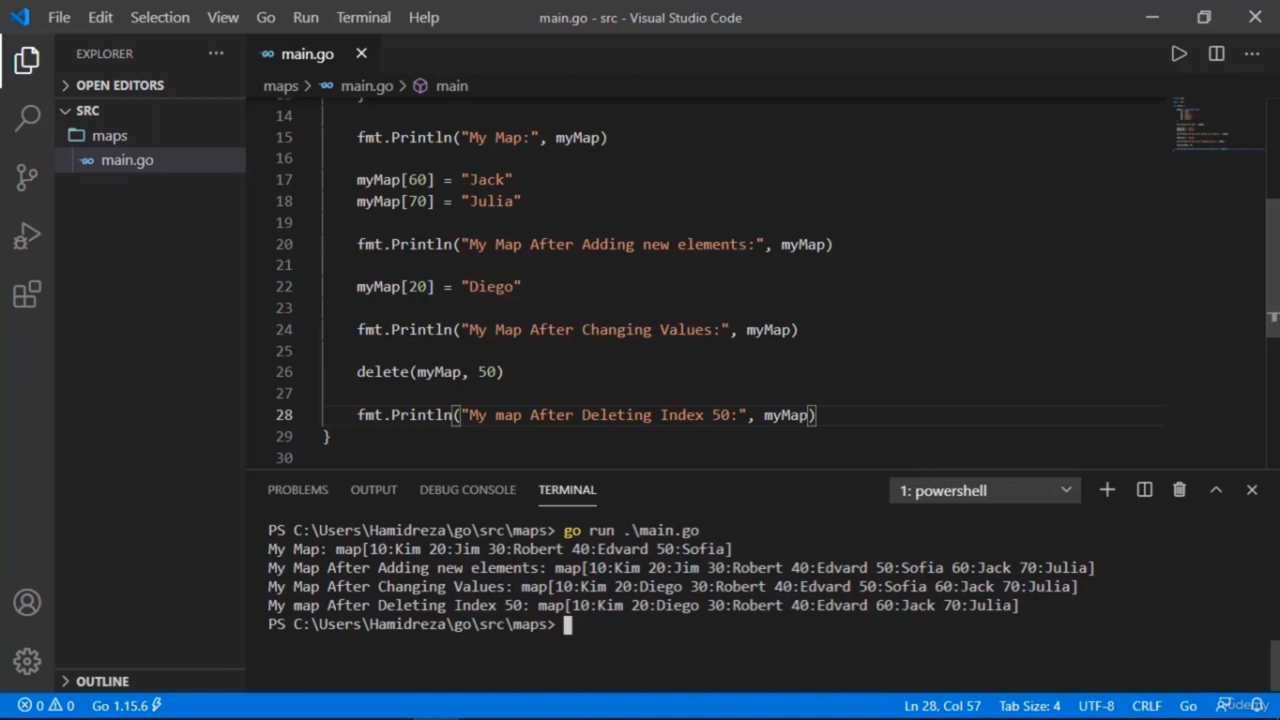 File Edit Selection View Go Run Terminal Help main.go - src - Visual Studio Code
EXPLORER ··· main.go
OPEN EDITORS maps > main.go > main
SRC
maps
main.go
14
15 fmt.Println("My Map:", myMap)
16
17 myMap[60] = "Jack"
18 myMap[70] = "Julia"
19
20 fmt.Println("My Map After Adding new elements:", myMap)
21
22 myMap[20] = "Diego"
23
24 fmt.Println("My Map After Changing Values:", myMap)
25
26 delete(myMap, 50)
27
28 fmt.Println("My map After Deleting Index 50:", myMap)
29 }
30
PROBLEMS OUTPUT DEBUG CONSOLE TERMINAL 1: powershell
PS C:\Users\Hamidreza\go\src\maps> go run .\main.go
My Map: map[10:Kim 20:Jim 30:Robert 40:Edvard 50:Sofia]
My Map After Adding new elements: map[10:Kim 20:Jim 30:Robert 40:Edvard 50:Sofia 60:Jack 70:Julia]
My Map After Changing Values: map[10:Kim 20:Diego 30:Robert 40:Edvard 50:Sofia 60:Jack 70:Julia]
My map After Deleting Index 50: map[10:Kim 20:Diego 30:Robert 40:Edvard 60:Jack 70:Julia]
PS C:\Users\Hamidreza\go\src\maps>
OUTLINE
0 0 Go 1.15.6 Ln 28, Col 57 Tab Size: 4 UTF-8 CRLF Go